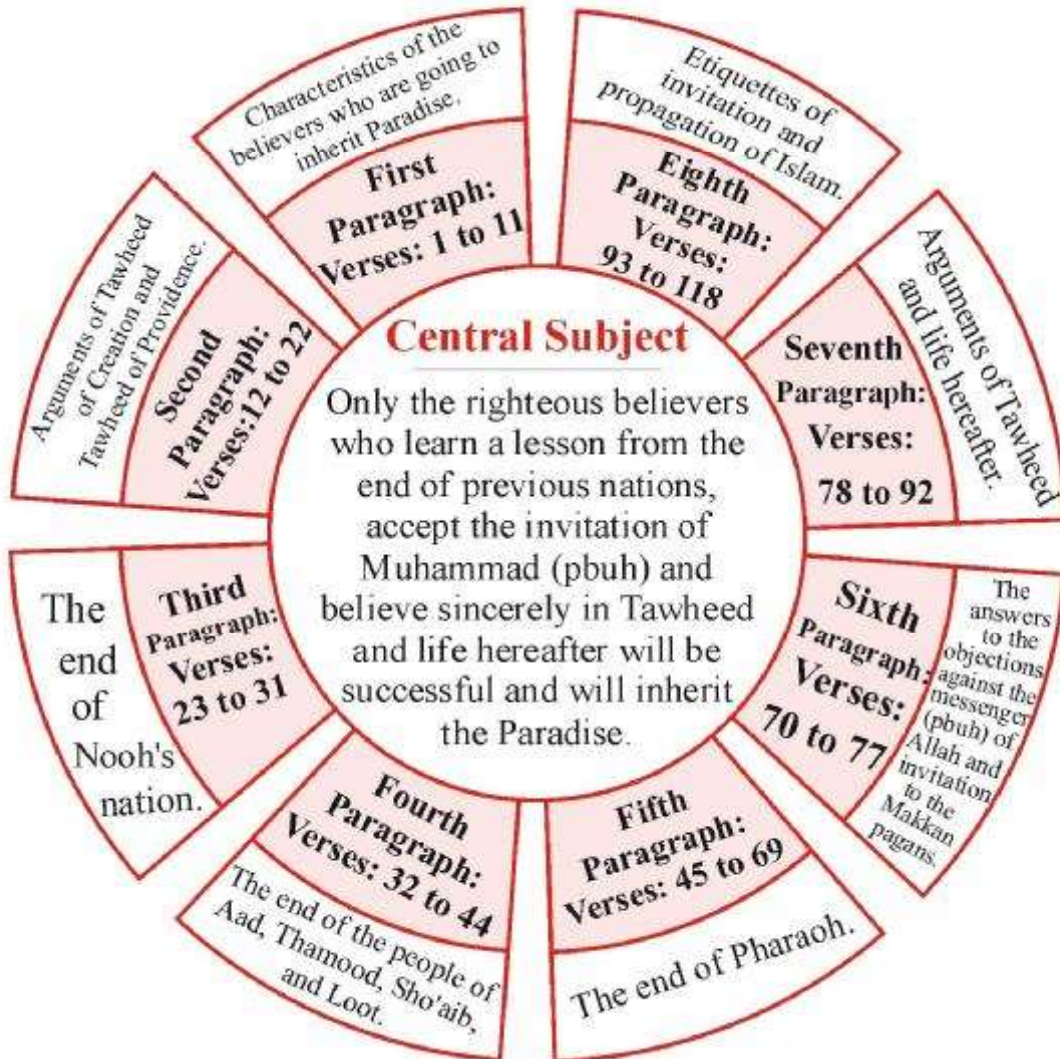 Central Subject
Only the righteous believers
who learn a lesson from the
end of previous nations,
accept the invitation of
Muhammad (pbuh) and
believe sincerely in Tawheed
and life hereafter will be
successful and will inherit
the Paradise.
First
Paragraph:
Verses: 1 to 11
Characteristics of the
believers who are going to
inherit Paradise.
Second
Paragraph:
Verses:12 to 22
Arguments of Tawheed
of Creation and
Tawheed of Providence.
Third
Paragraph:
Verses:
23 to 31
The
end
of
Nooh's
nation.
Fourth
Paragraph:
Verses: 32 to 44
The end of the people of
Aad, Thamood, Sho'aib,
and Loot.
Fifth
Paragraph:
Verses: 45 to 69
The end of Pharaoh.
Sixth
Paragraph:
Verses:
70 to 77
The
answers
to the
objections
against the
messenger
(pbuh) of
Allah and
invitation
to the
Makkan
pagans.
Seventh
Paragraph:
Verses:
78 to 92
Arguments of Tawheed
and life hereafter.
Eighth
Paragraph:
Verses:
93 to 118
Etiquettes of
invitation and
propagation of Islam.